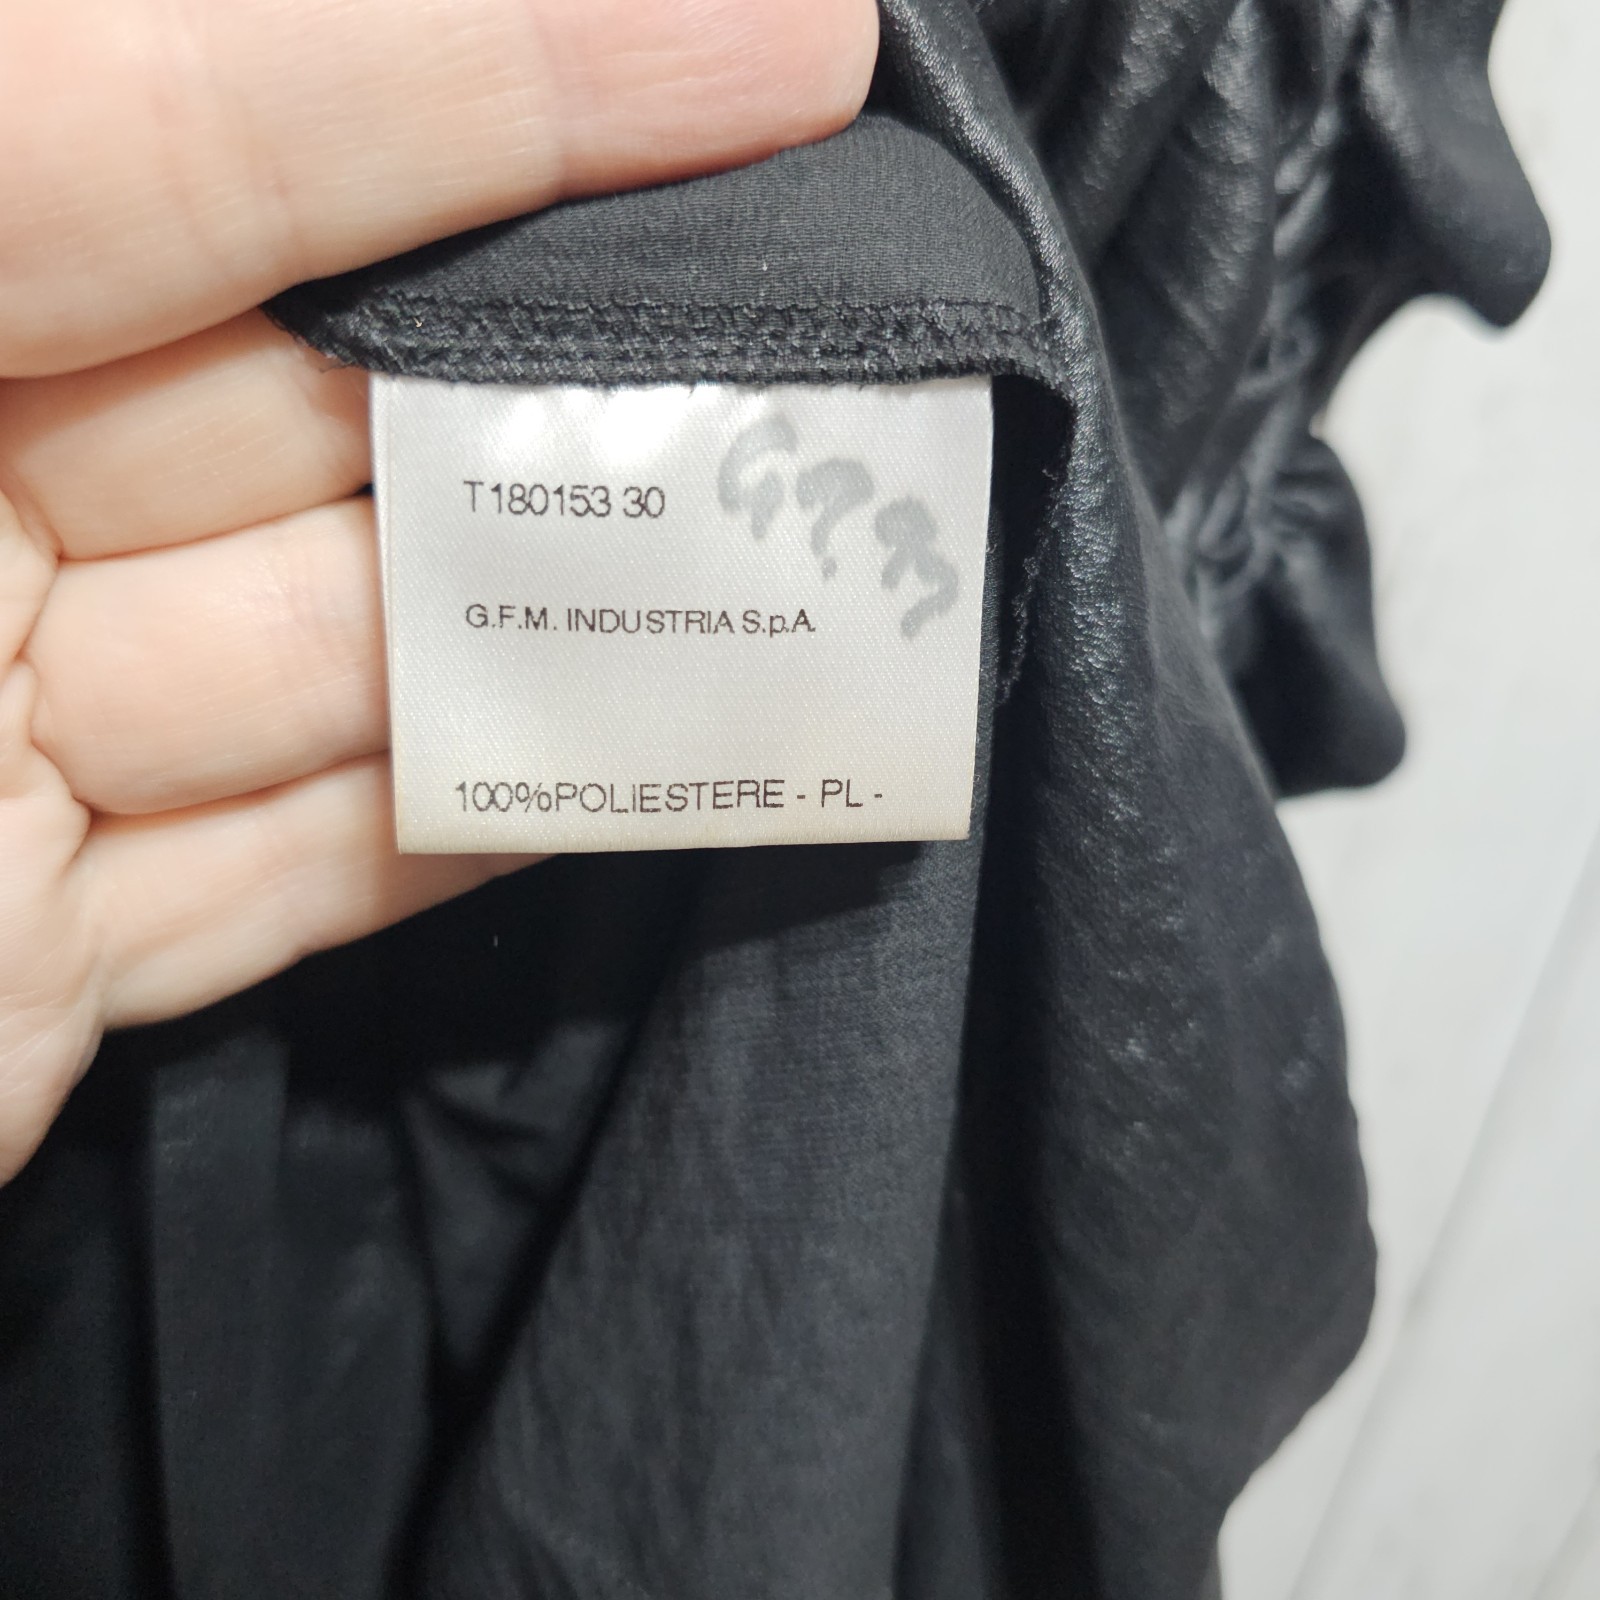 T180153 30
G.F.M. INDUSTRIA S.p.A.
100%POLIESTERE - PL -